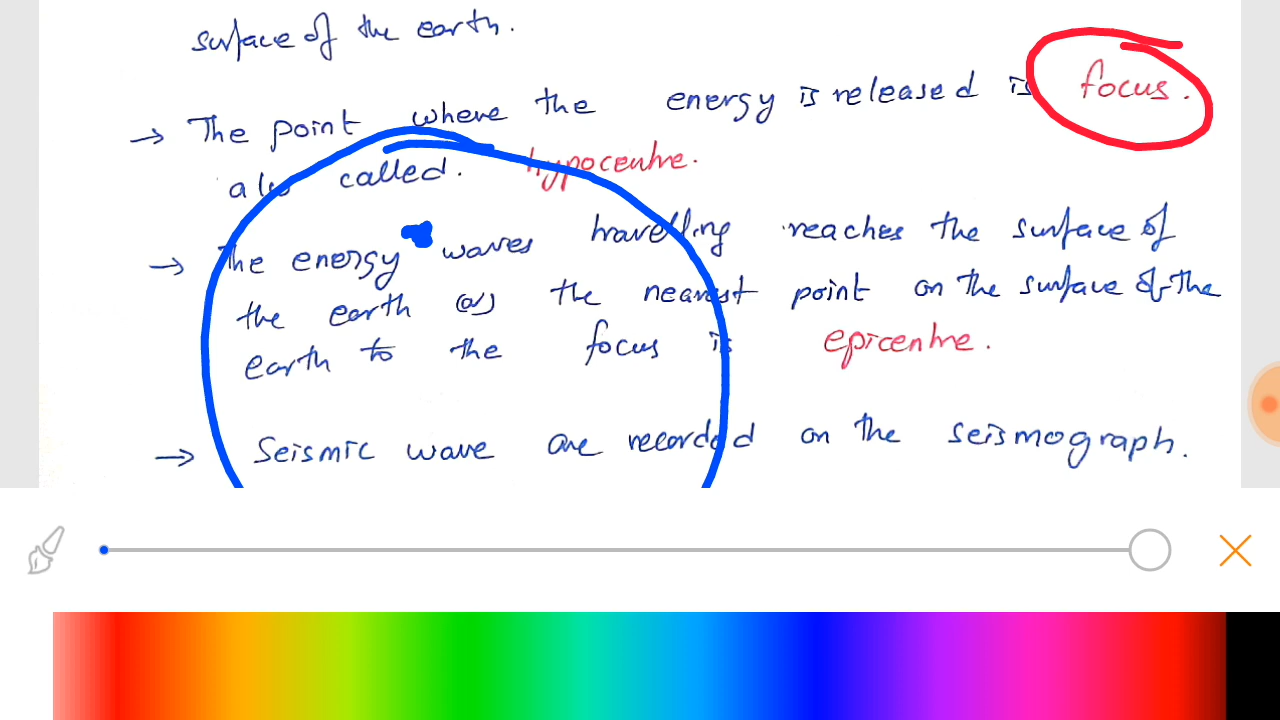 surface of the earth.
→ The point where the energy is released is focus.
also called. hypocentre.
→ The energy waves travelling reaches the surface of
the earth (or) the nearest point on the surface of the
earth to the focus is epicentre.
→ Seismic wave are recorded on the seismograph.